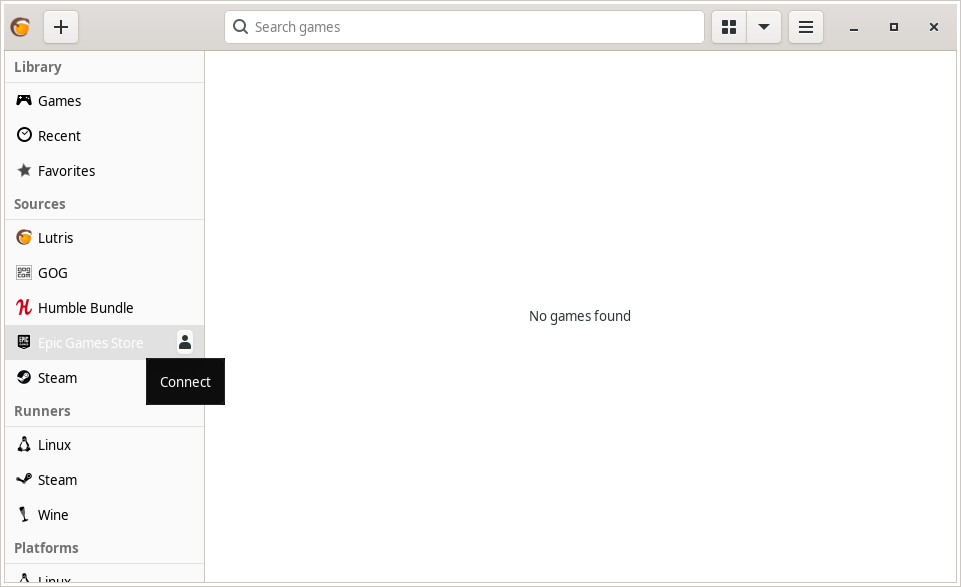 Search games
Library
Games
Recent
Favorites
Sources
Lutris
GOG
Humble Bundle
Epic Games Store
Connect
Steam
Runners
Linux
Steam
Wine
Platforms
Linux
No games found